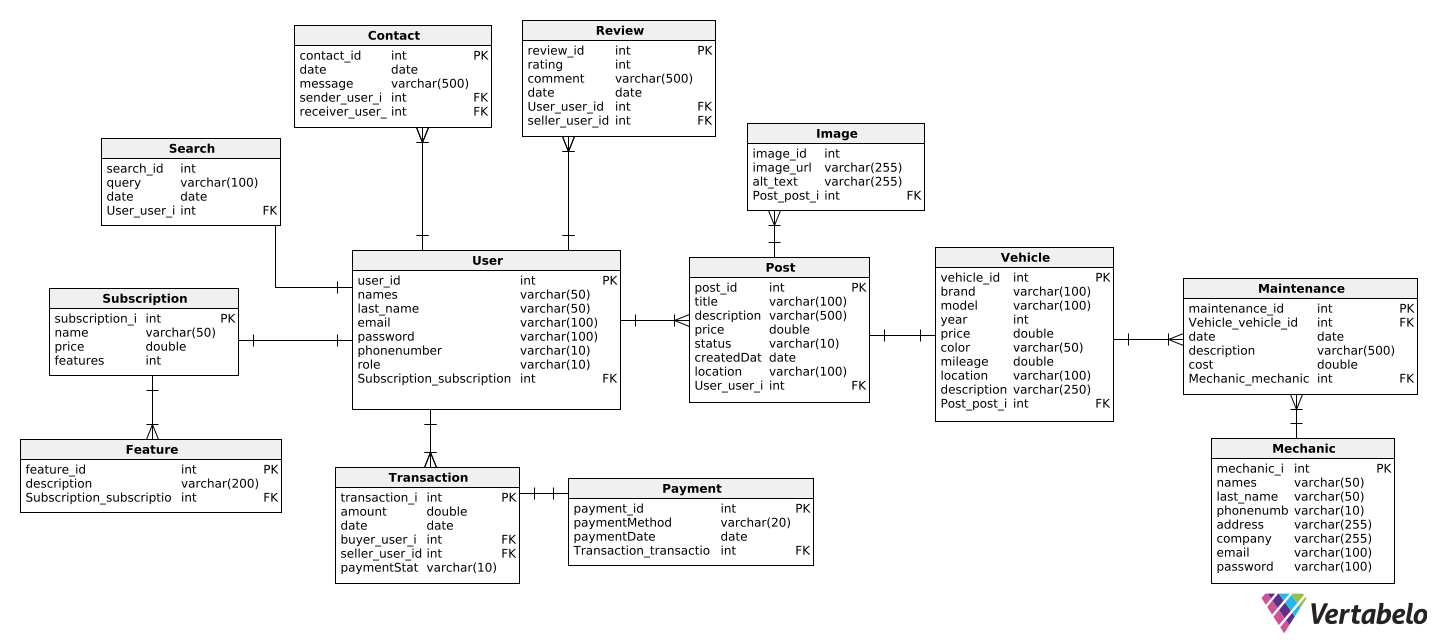 Contact
contact_id int PK
date date
message varchar(500)
sender_user_i int FK
receiver_user_ int FK
Review
review_id int PK
rating int
comment varchar(500)
date date
User_user_id int FK
seller_user_id int FK
Search
search_id int
query varchar(100)
date date
User_user_i int FK
Image
image_id int
image_url varchar(255)
alt_text varchar(255)
Post_post_i int FK
User
user_id int PK
names varchar(50)
last_name varchar(50)
email varchar(100)
password varchar(100)
phonenumber varchar(10)
role varchar(10)
Subscription_subscription int FK
Post
post_id int PK
title varchar(100)
description varchar(500)
price double
status varchar(10)
createdDat date
location varchar(100)
User_user_i int FK
Vehicle
vehicle_id int PK
brand varchar(100)
model varchar(100)
year int
price double
color varchar(50)
mileage double
location varchar(100)
description varchar(250)
Post_post_i int FK
Maintenance
maintenance_id int PK
Vehicle_vehicle_id int FK
date date
description varchar(500)
cost double
Mechanic_mechanic int FK
Subscription
subscription_i int PK
name varchar(50)
price double
features int
Feature
feature_id int PK
description varchar(200)
Subscription_subscriptio int FK
Transaction
transaction_i int PK
amount double
date date
buyer_user_i int FK
seller_user_id int FK
paymentStat varchar(10)
Payment
payment_id int PK
paymentMethod varchar(20)
paymentDate date
Transaction_transactio int FK
Mechanic
mechanic_i int PK
names varchar(50)
last_name varchar(50)
phonenumb varchar(10)
address varchar(255)
company varchar(255)
email varchar(100)
password varchar(100)
Vertabelo